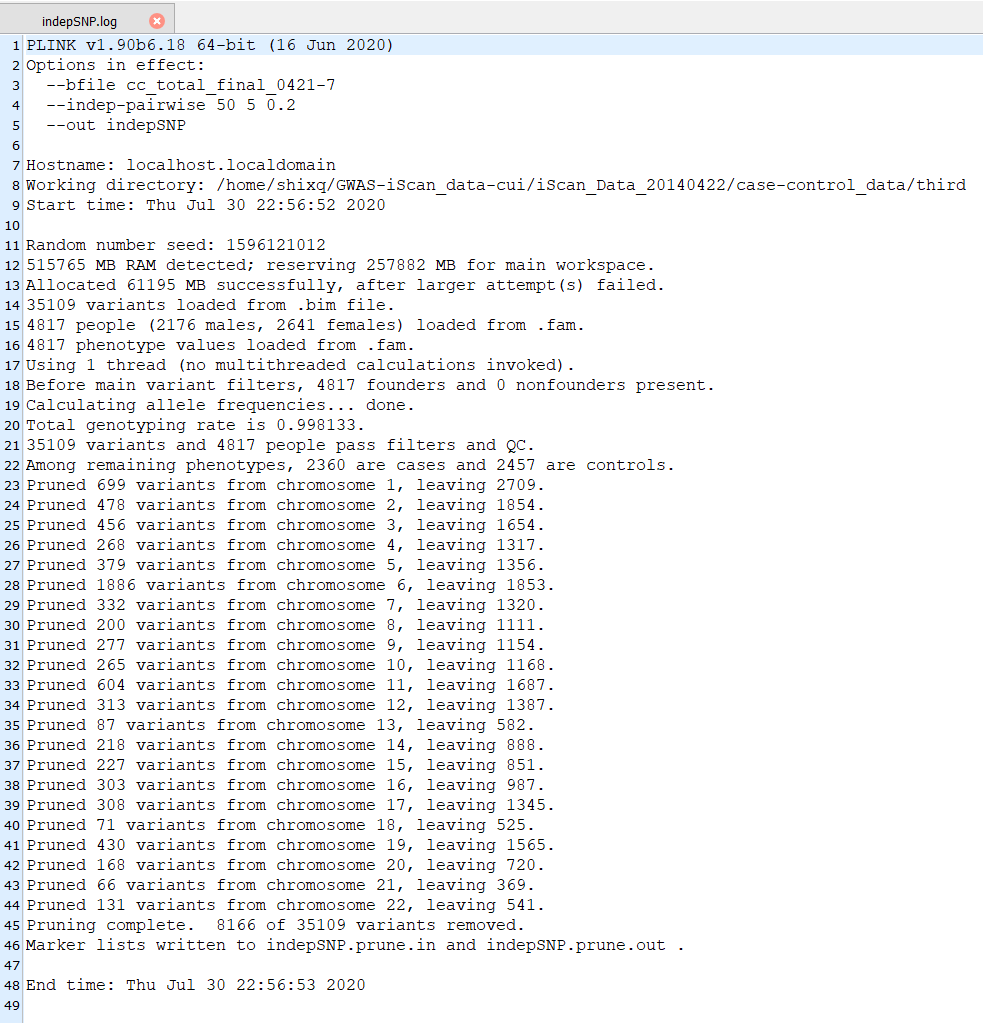 indepSNP.log
1 PLINK v1.90b6.18 64-bit (16 Jun 2020)
2 Options in effect:
3   --bfile cc_total_final_0421-7
4   --indep-pairwise 50 5 0.2
5   --out indepSNP
6
7 Hostname: localhost.localdomain
8 Working directory: /home/shixq/GWAS-iScan_data-cui/iScan_Data_20140422/case-control_data/third
9 Start time: Thu Jul 30 22:56:52 2020
10
11 Random number seed: 1596121012
12 515765 MB RAM detected; reserving 257882 MB for main workspace.
13 Allocated 61195 MB successfully, after larger attempt(s) failed.
14 35109 variants loaded from .bim file.
15 4817 people (2176 males, 2641 females) loaded from .fam.
16 4817 phenotype values loaded from .fam.
17 Using 1 thread (no multithreaded calculations invoked).
18 Before main variant filters, 4817 founders and 0 nonfounders present.
19 Calculating allele frequencies... done.
20 Total genotyping rate is 0.998133.
21 35109 variants and 4817 people pass filters and QC.
22 Among remaining phenotypes, 2360 are cases and 2457 are controls.
23 Pruned 699 variants from chromosome 1, leaving 2709.
24 Pruned 478 variants from chromosome 2, leaving 1854.
25 Pruned 456 variants from chromosome 3, leaving 1654.
26 Pruned 268 variants from chromosome 4, leaving 1317.
27 Pruned 379 variants from chromosome 5, leaving 1356.
28 Pruned 1886 variants from chromosome 6, leaving 1853.
29 Pruned 332 variants from chromosome 7, leaving 1320.
30 Pruned 200 variants from chromosome 8, leaving 1111.
31 Pruned 277 variants from chromosome 9, leaving 1154.
32 Pruned 265 variants from chromosome 10, leaving 1168.
33 Pruned 604 variants from chromosome 11, leaving 1687.
34 Pruned 313 variants from chromosome 12, leaving 1387.
35 Pruned 87 variants from chromosome 13, leaving 582.
36 Pruned 218 variants from chromosome 14, leaving 888.
37 Pruned 227 variants from chromosome 15, leaving 851.
38 Pruned 303 variants from chromosome 16, leaving 987.
39 Pruned 308 variants from chromosome 17, leaving 1345.
40 Pruned 71 variants from chromosome 18, leaving 525.
41 Pruned 430 variants from chromosome 19, leaving 1565.
42 Pruned 168 variants from chromosome 20, leaving 720.
43 Pruned 66 variants from chromosome 21, leaving 369.
44 Pruned 131 variants from chromosome 22, leaving 541.
45 Pruning complete.  8166 of 35109 variants removed.
46 Marker lists written to indepSNP.prune.in and indepSNP.prune.out .
47
48 End time: Thu Jul 30 22:56:53 2020
49